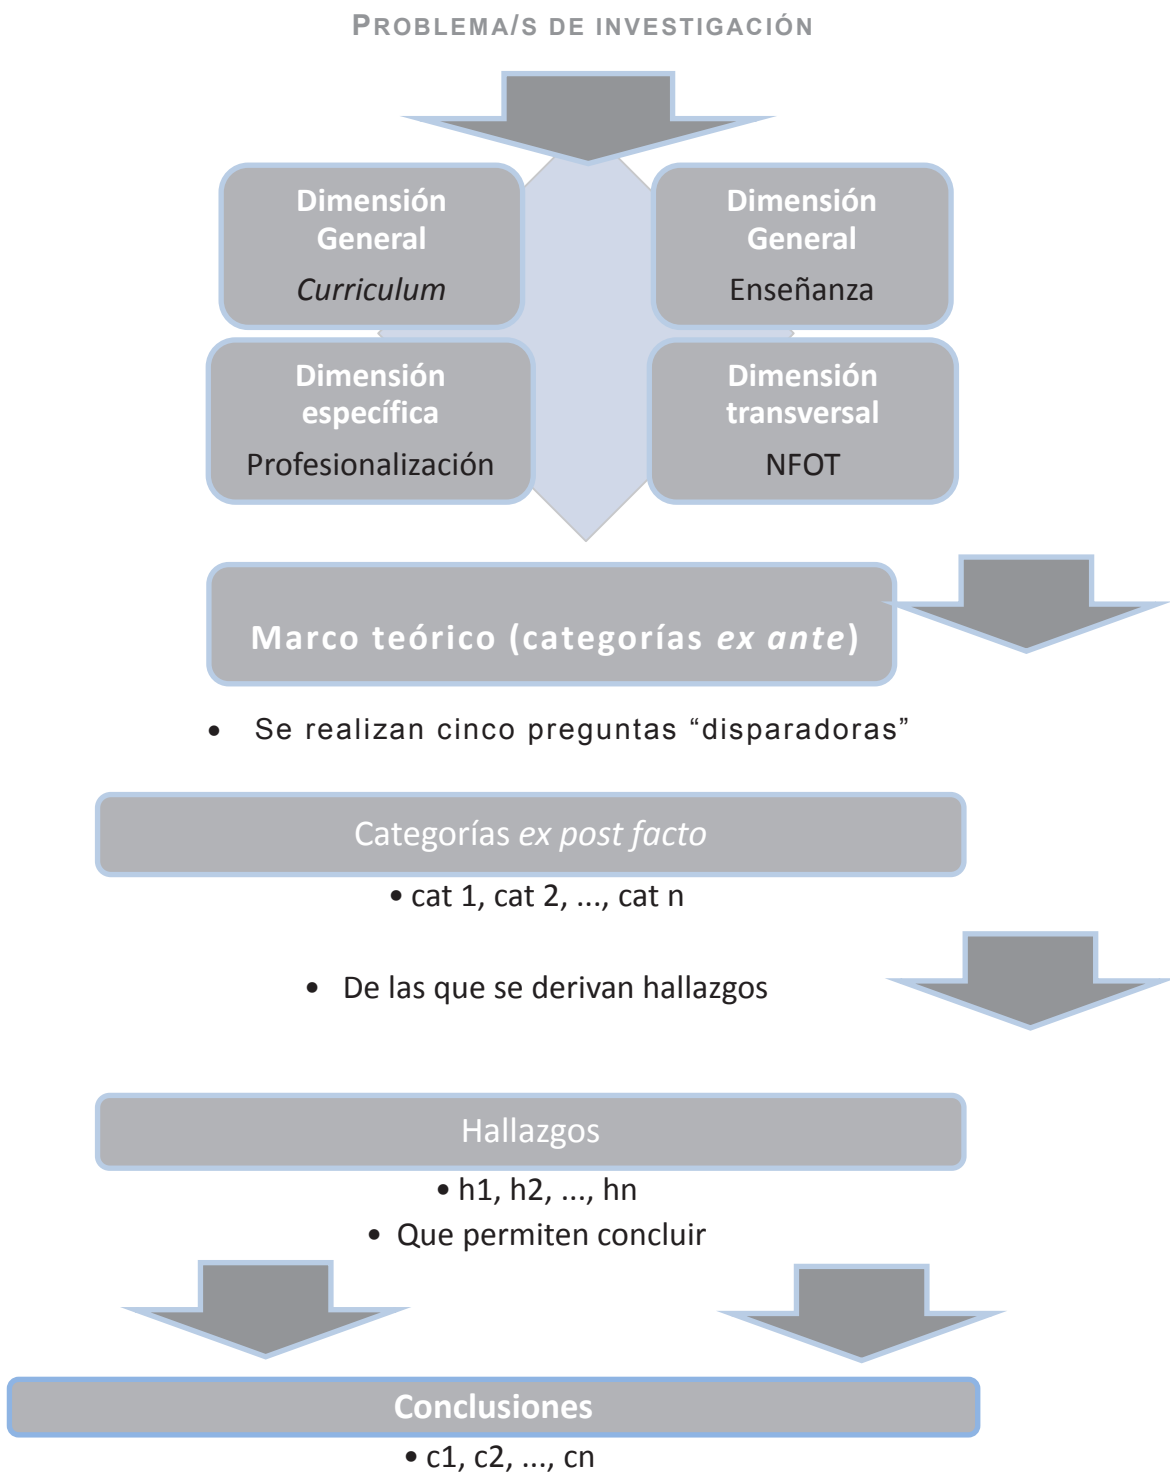 PROBLEMA/S DE INVESTIGACIÓN
Dimensión
General
Curriculum
Dimensión
General
Enseñanza
Dimensión
específica
Profesionalización
Dimensión
transversal
NFOT
Marco teórico (categorías ex ante)
• Se realizan cinco preguntas “disparadoras”
Categorías ex post facto
• cat 1, cat 2, ..., cat n
• De las que se derivan hallazgos
Hallazgos
• h1, h2, ..., hn
• Que permiten concluir
Conclusiones
• c1, c2, ..., cn